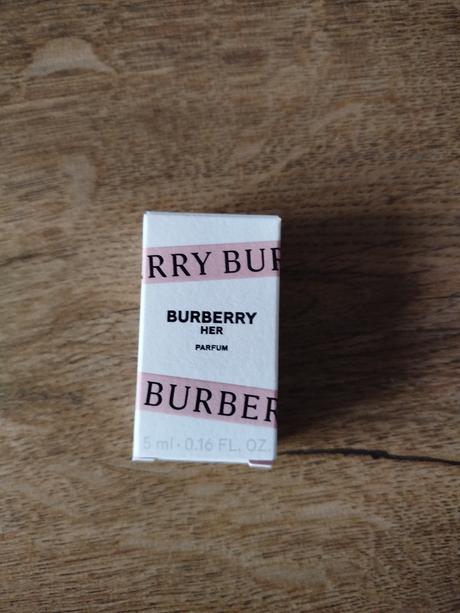 RRY BUR
BURBERRY
HER
PARFUM
BURBER
5 ml · 0.16 FL. OZ.